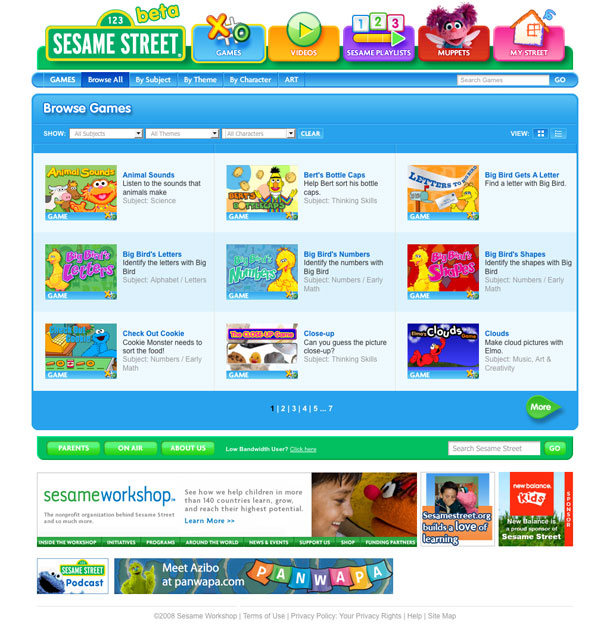 123
beta
SESAME STREET
GAMES
VIDEOS
1 2 3
SESAME PLAYLISTS
MUPPETS
MY STREET
GAMES Browse All By Subject By Theme By Character ART Search Games GO
Browse Games
SHOW: All Subjects All Themes All Characters CLEAR VIEW:
Animal Sounds
GAME
Animal Sounds
Listen to the sounds that
animals make
Subject: Science
BERT'S BOTTLECAPS
GAME
Bert's Bottle Caps
Help Bert sort his bottle
caps.
Subject: Thinking Skills
LETTERS TO BIG BIRD
GAME
Big Bird Gets A Letter
Find a letter with Big Bird.
Big Bird's Letters
GAME
Big Bird's Letters
Identify the letters with Big
Bird
Subject: Alphabet / Letters
Big Bird's Numbers
GAME
Big Bird's Numbers
Identify the numbers with
Big Bird
Subject: Numbers / Early
Math
Big Bird's Shapes
GAME
Big Bird's Shapes
Identify the shapes with Big
Bird
Subject: Numbers / Early
Math
GAME
Check Out Cookie
Cookie Monster needs to
sort the food!
Subject: Numbers / Early
Math
The CLOSE-UP Game
GAME
Close-up
Can you guess the picture
close-up?
Subject: Thinking Skills
Elmo's Clouds Game
GAME
Clouds
Make cloud pictures with
Elmo.
Subject: Music, Art &
Creativity
1 | 2 | 3 | 4 | 5 ... 7
More
PARENTS ON AIR ABOUT US Low Bandwidth User? Click here Search Sesame Street GO
sesameworkshop
The nonprofit organization behind Sesame Street
and so much more.
See how we help children in more
than 140 countries learn, grow,
and reach their highest potential.
Learn More >>
INSIDE THE WORKSHOP INITIATIVES PROGRAMS AROUND THE WORLD NEWS & EVENTS SUPPORT US SHOP FUNDING PARTNERS
Sesamestreet.org
builds a love of
learning
new balance
Kids
New Balance is
a proud sponsor of
Sesame Street
SPONSOR
SESAME STREET
Podcast
Meet Azibo
at panwapa.com
PANWAPA
©2008 Sesame Workshop | Terms of Use | Privacy Policy: Your Privacy Rights | Help | Site Map